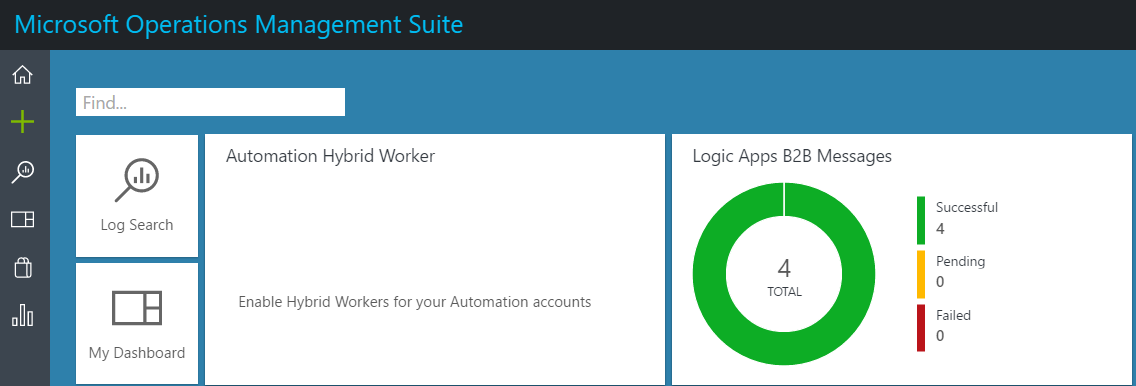 Microsoft Operations Management Suite
Find...
Log Search
My Dashboard
Automation Hybrid Worker
Enable Hybrid Workers for your Automation accounts
Logic Apps B2B Messages
4
TOTAL
Successful
4
Pending
0
Failed
0